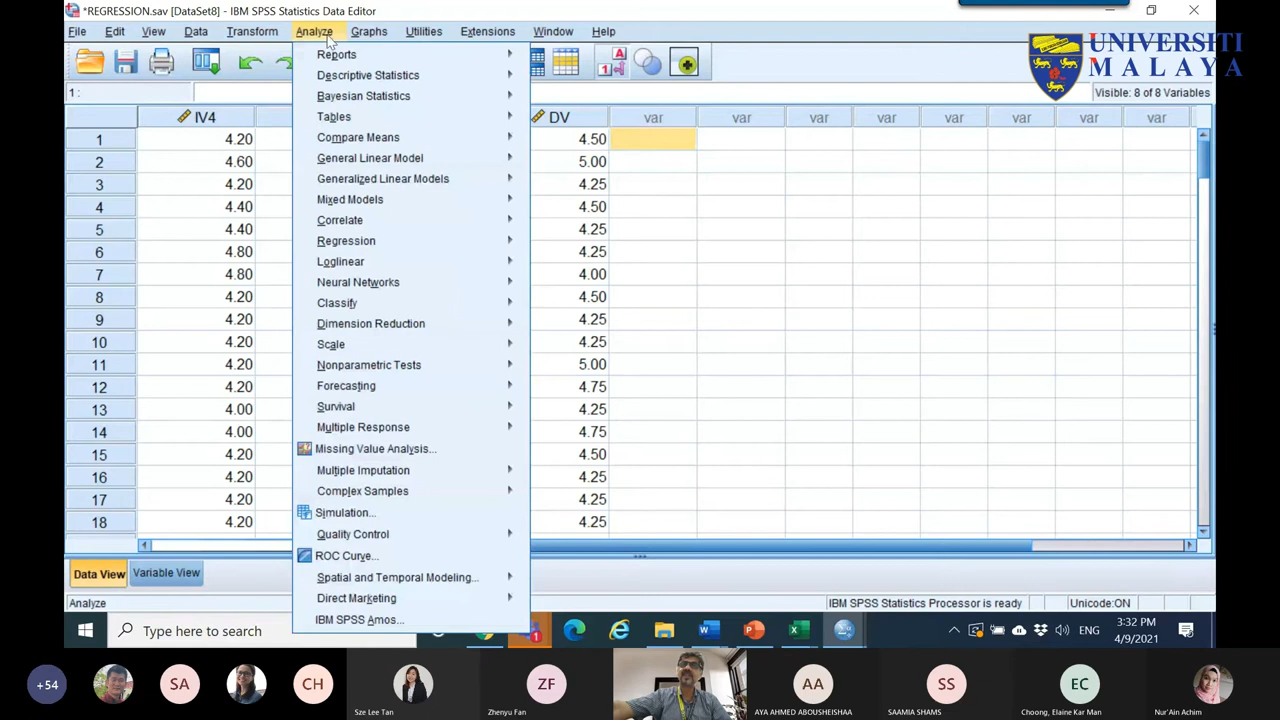 *REGRESSION.sav [DataSet8] - IBM SPSS Statistics Data Editor
File Edit View Data Transform Analyze Graphs Utilities Extensions Window Help
UNIVERSITI
MALAYA
1 :
Visible: 8 of 8 Variables
IV4 DV var var var var var var var
1 4.20 4.50
2 4.60 5.00
3 4.20 4.25
4 4.40 4.50
5 4.40 4.25
6 4.80 4.25
7 4.80 4.00
8 4.20 4.50
9 4.20 4.25
10 4.20 4.25
11 4.20 5.00
12 4.20 4.75
13 4.00 4.25
14 4.00 4.75
15 4.20 4.50
16 4.20 4.25
17 4.20 4.25
18 4.20 4.25
Reports
Descriptive Statistics
Bayesian Statistics
Tables
Compare Means
General Linear Model
Generalized Linear Models
Mixed Models
Correlate
Regression
Loglinear
Neural Networks
Classify
Dimension Reduction
Scale
Nonparametric Tests
Forecasting
Survival
Multiple Response
Missing Value Analysis...
Multiple Imputation
Complex Samples
Simulation...
Quality Control
ROC Curve...
Spatial and Temporal Modeling...
Direct Marketing
IBM SPSS Amos...
Data View Variable View
Analyze
IBM SPSS Statistics Processor is ready
Unicode:ON
Type here to search
ENG
3:32 PM
4/9/2021
+54 SA CH ZF AA SS EC
Sze Lee Tan Zhenyu Fan AYA AHMED ABOUSHEISHAA SAAMIA SHAMS Choong, Elaine Kar Man Nur'Ain Achim